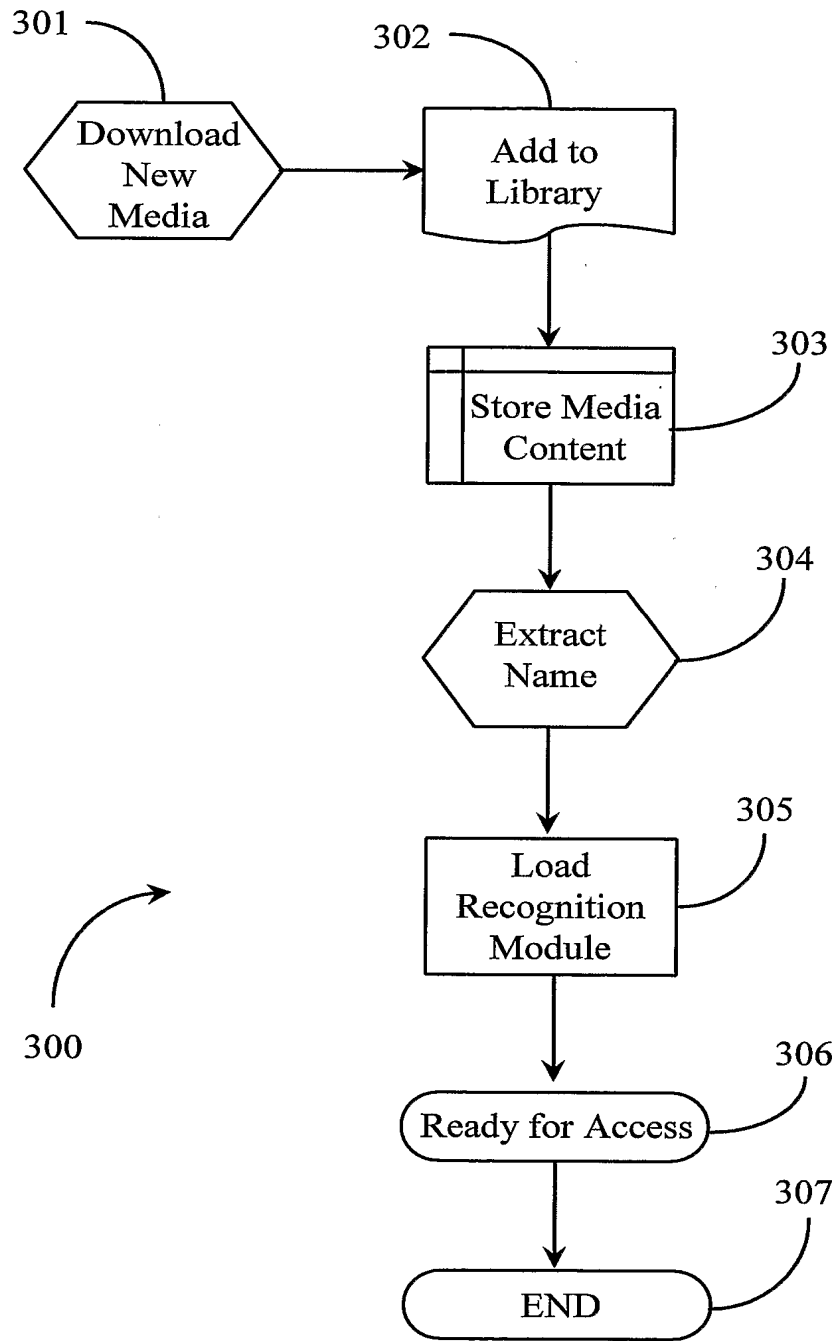 301
Download
New
Media
302
Add to
Library
303
Store Media
Content
304
Extract
Name
305
Load
Recognition
Module
300
306
Ready for Access
307
END